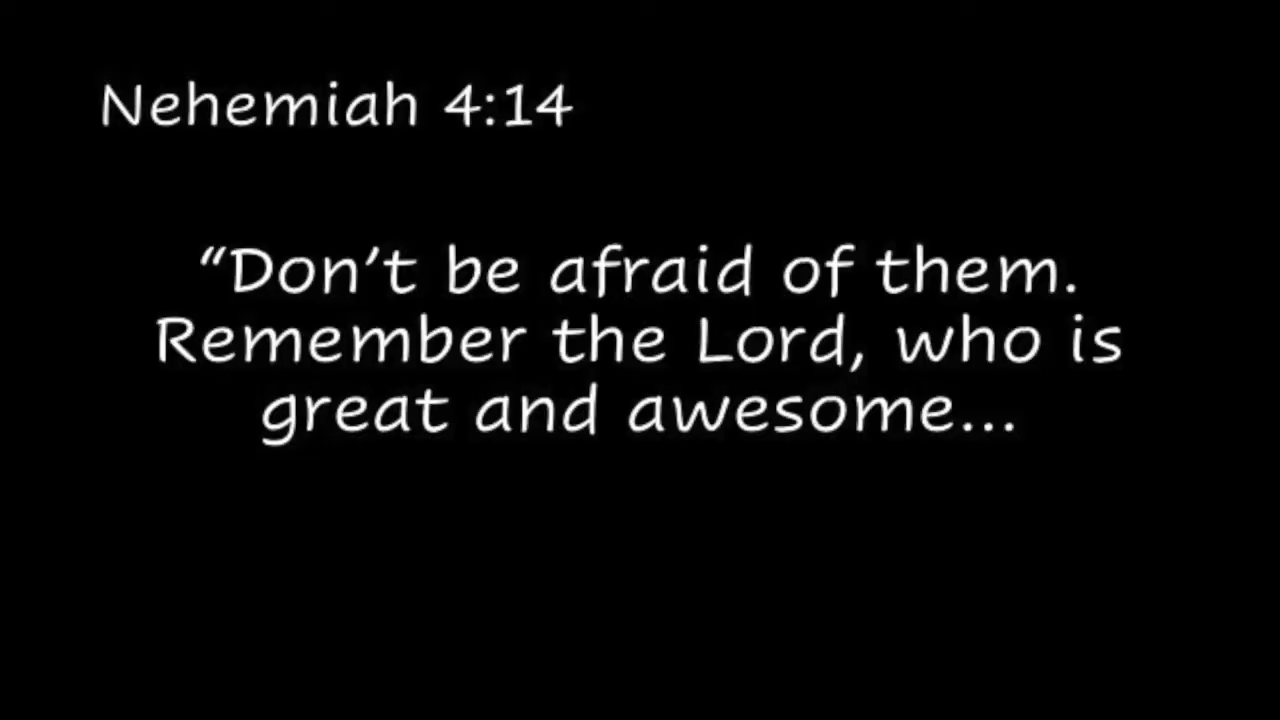 Nehemiah 4:14
“Don’t be afraid of them.
Remember the Lord, who is
great and awesome...